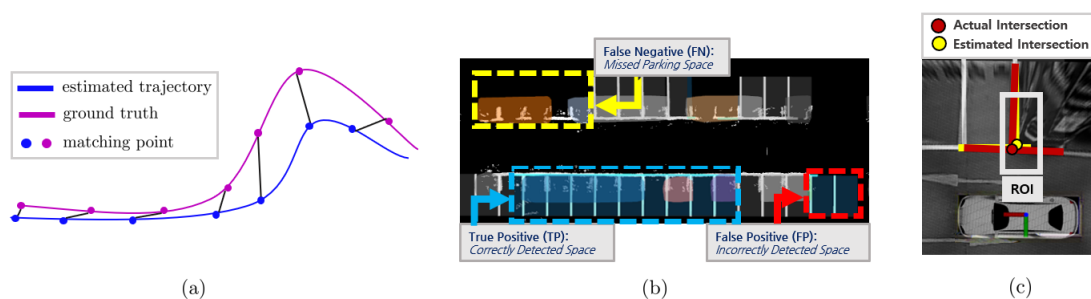 estimated trajectory
ground truth
matching point
(a)
False Negative (FN):
Missed Parking Space
True Positive (TP):
Correctly Detected Space
False Positive (FP):
Incorrectly Detected Space
(b)
Actual Intersection
Estimated Intersection
ROI
(c)